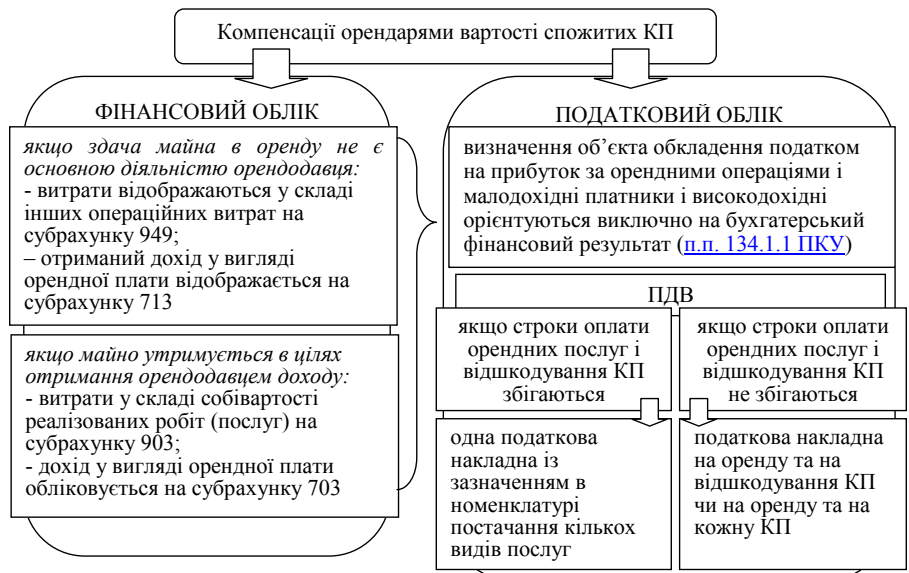 Компенсації орендарями вартості спожитих КП
ФІНАНСОВИЙ ОБЛІК
якщо здача майна в оренду не є
основною діяльністю орендодавця:
- витрати відображаються у складі
інших операційних витрат на
субрахунку 949;
– отриманий дохід у вигляді
орендної плати відображається на
субрахунку 713
якщо майно утримується в цілях
отримання орендодавцем доходу:
- витрати у складі собівартості
реалізованих робіт (послуг) на
субрахунку 903;
- дохід у вигляді орендної плати
обліковується на субрахунку 703
ПОДАТКОВИЙ ОБЛІК
визначення об’єкта обкладення податком
на прибуток за орендними операціями і
малодохідні платники і високодохідні
орієнтуються виключно на бухгатерський
фінансовий результат (п.п. 134.1.1 ПКУ)
ПДВ
якщо строки оплати
орендних послуг і
відшкодування КП
збігаються
одна податкова
накладна із
зазначенням в
номенклатурі
постачання кількох
видів послуг
якщо строки оплати
орендних послуг і
відшкодування КП
не збігаються
податкова накладна
на оренду та на
відшкодування КП
чи на оренду та на
кожну КП